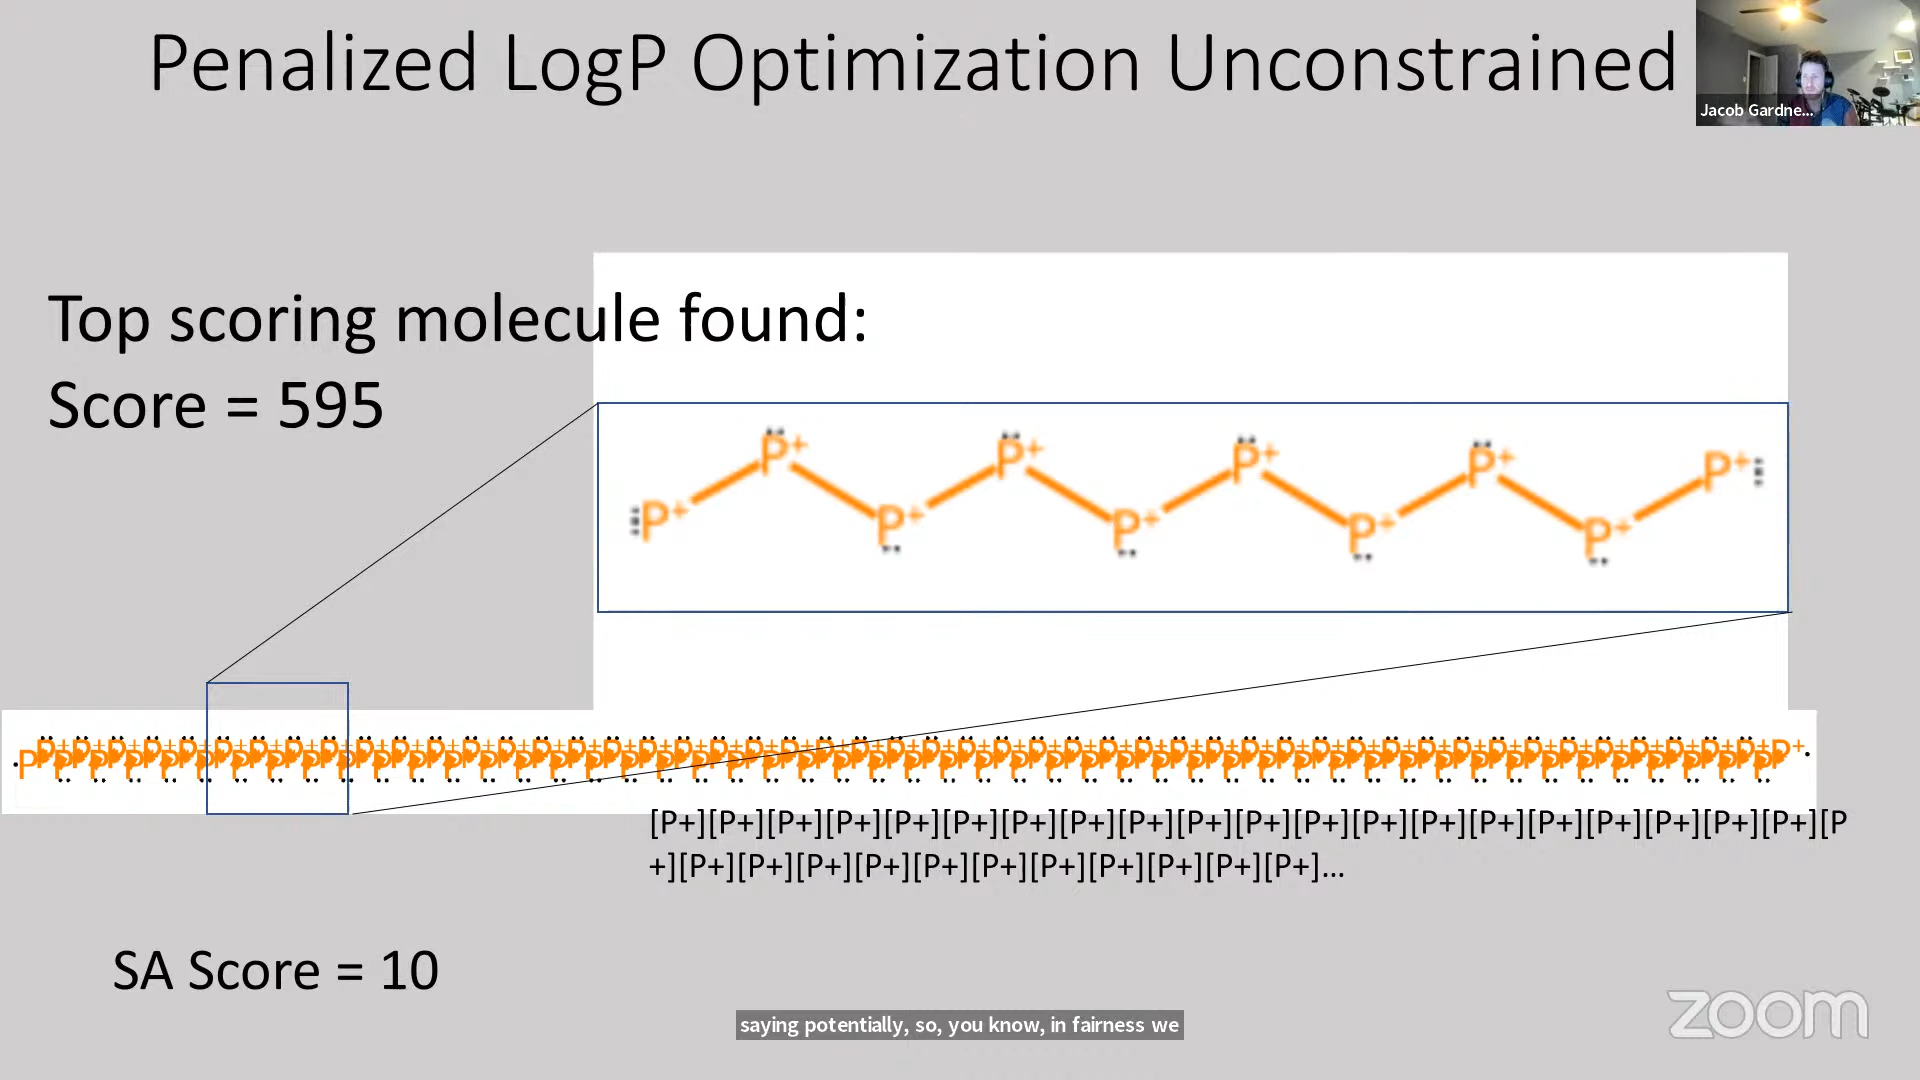 Penalized LogP Optimization Unconstrained
Jacob Gardne...
Top scoring molecule found:
Score = 595
P+ P+ P+ P+ P+ P+ P+ P+ P+ P+
[P+][P+][P+][P+][P+][P+][P+][P+][P+][P+][P+][P+][P+][P+][P+][P+][P+][P+][P+][P+][P
+][P+][P+][P+][P+][P+][P+][P+][P+][P+][P+][P+]...
SA Score = 10
saying potentially, so, you know, in fairness we
zoom